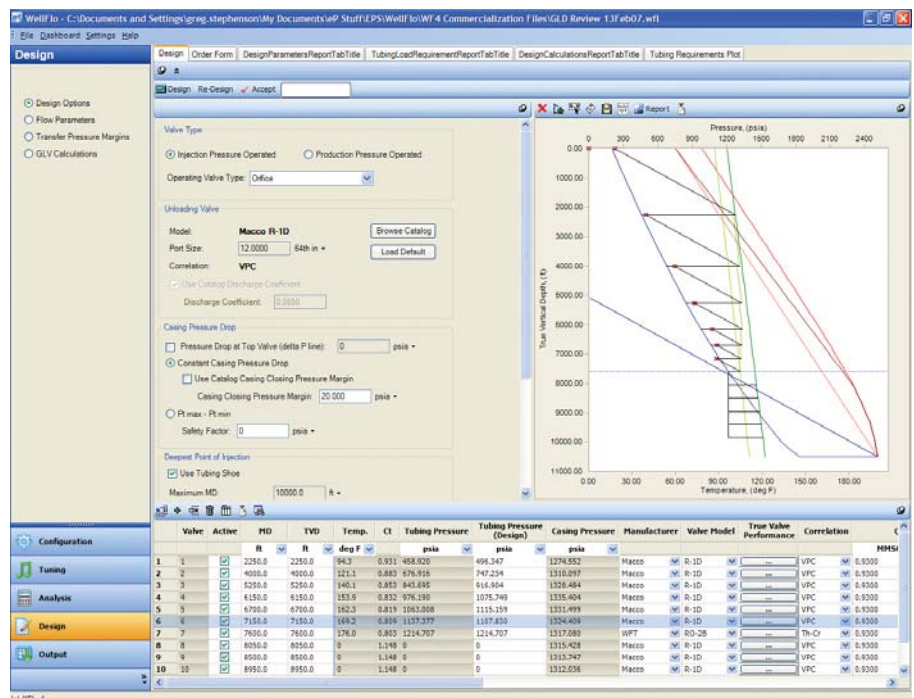 WellFlo - C:\Documents and Settings\greg.stephenson\My Documents\eP Stuff\EPS\WellFlo\WF4 Commercialization Files\GLD Review 13Feb07.wfl
File Dashboard Settings Help
Design
Design Options
Flow Parameters
Transfer Pressure Margins
GLV Calculations
Configuration
Tuning
Analysis
Design
Output
Design Order Form DesignParametersReportTabTitle TubingLoadRequirementReportTabTitle DesignCalculationsReportTabTitle Tubing Requirements Plot
Design Re-Design Accept
Valve Type
Injection Pressure Operated Production Pressure Operated
Operating Valve Type: Orifice
Unloading Valve
Model: Macco R-1D Browse Catalog
Port Size: 12.0000 64th in Load Default
Correlation: VPC
Use Catalog Discharge Coefficient
Discharge Coefficient: 0.8650
Casing Pressure Drop
Pressure Drop at Top Valve (delta P line): 0 psia
Constant Casing Pressure Drop
Use Catalog Casing Closing Pressure Margin
Casing Closing Pressure Margin: 20.000 psia
Pt max - Pt min
Safety Factor: 0 psia
Deepest Point of Injection
Use Tubing Shoe
Maximum MD: 10000.0 ft
Report
Pressure, (psia)
0 300 600 900 1200 1500 1800 2100 2400
True Vertical Depth, (ft)
0.00
1000.00
2000.00
3000.00
4000.00
5000.00
6000.00
7000.00
8000.00
9000.00
10000.00
11000.00
0.00 30.00 60.00 90.00 120.00 150.00 180.00
Temperature, (deg F)
Valve Active MD TVD Temp. Ct Tubing Pressure Tubing Pressure (Design) Casing Pressure Manufacturer Valve Model True Valve Performance Correlation
ft ft deg F psia psia psia MMSC
1 1 2250.0 2250.0 94.3 0.931 458.920 496.347 1274.552 Macco R-1D ... VPC 0.9300
2 2 4000.0 4000.0 121.1 0.883 676.916 747.234 1310.097 Macco R-1D ... VPC 0.9300
3 3 5250.0 5250.0 140.1 0.853 843.695 916.904 1328.484 Macco R-1D ... VPC 0.9300
4 4 6150.0 6150.0 153.9 0.832 976.190 1075.749 1335.404 Macco R-1D ... VPC 0.9300
5 5 6700.0 6700.0 162.3 0.819 1063.008 1115.159 1331.499 Macco R-1D ... VPC 0.9300
6 6 7150.0 7150.0 169.2 0.809 1137.377 1107.830 1324.409 Macco R-1D ... VPC 0.9300
7 7 7600.0 7600.0 176.0 0.803 1214.707 1214.707 1317.080 WFT RO-2B ... Th-Cr 0.9300
8 8 8050.0 8050.0 0 1.148 0 0 1315.428 Macco R-1D ... VPC 0.9300
9 9 8500.0 8500.0 0 1.148 0 0 1313.747 Macco R-1D ... VPC 0.9300
10 10 8950.0 8950.0 0 1.148 0 0 1312.036 Macco R-1D ... VPC 0.9300